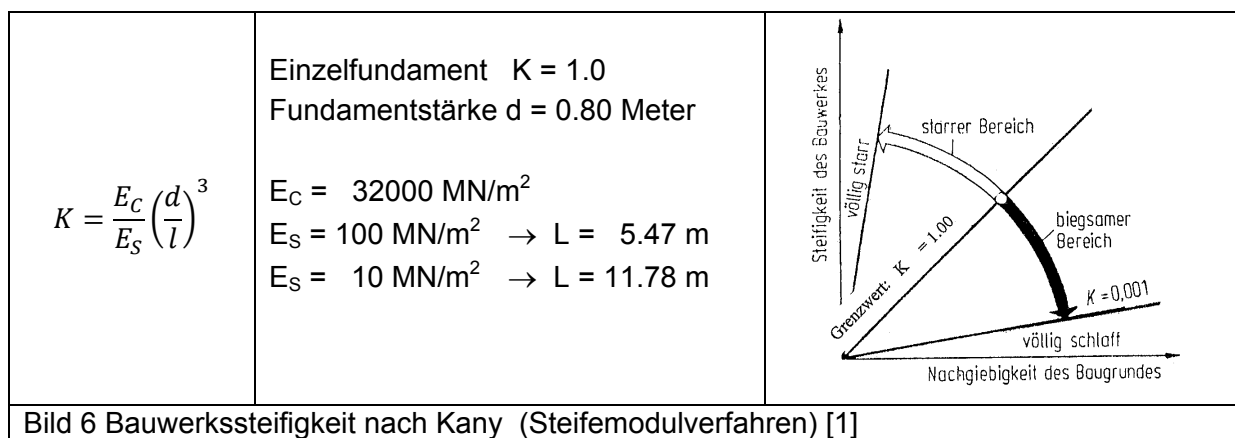 K = E_C/E_S (d/l)^3
Einzelfundament K = 1.0
Fundamentstärke d = 0.80 Meter
E_C = 32000 MN/m²
E_S = 100 MN/m² → L = 5.47 m
E_S = 10 MN/m² → L = 11.78 m
Steifigkeit des Bauwerkes
völlig starr
starrer Bereich
biegsamer
Bereich
Grenzwert: K = 1.00
K = 0,001
völlig schlaff
Nachgiebigkeit des Baugrundes
Bild 6 Bauwerkssteifigkeit nach Kany (Steifemodulverfahren) [1]